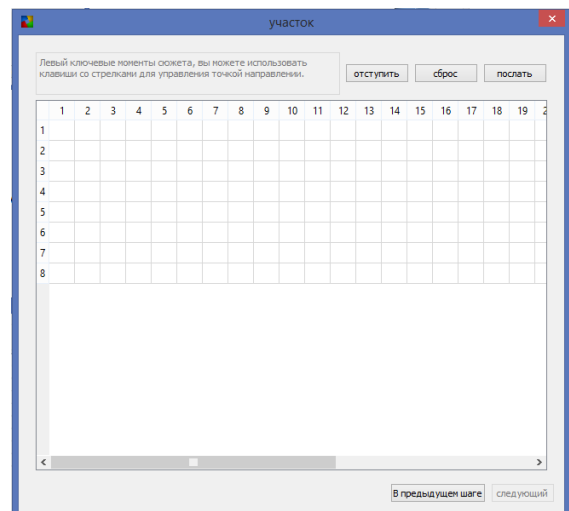 участок
Левый ключевые моменты сюжета, вы можете использовать
клавиши со стрелками для управления точкой направлении.
отступить сброс послать
1 2 3 4 5 6 7 8 9 10 11 12 13 14 15 16 17 18 19 2
1
2
3
4
5
6
7
8
В предыдущем шаге следующий